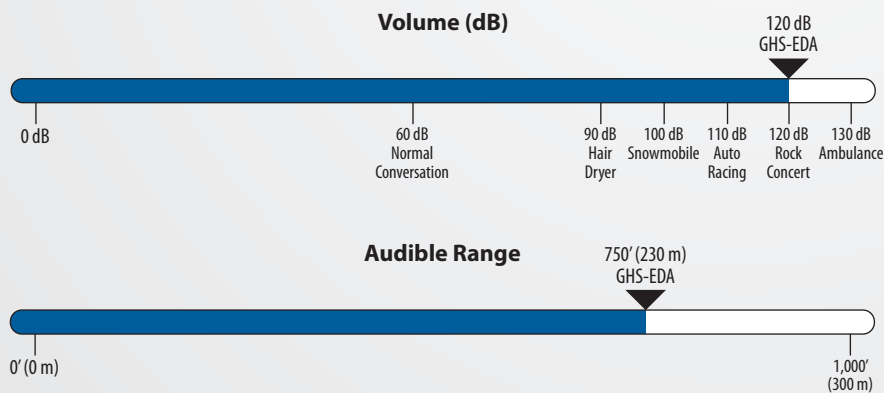 Volume (dB)
120 dB
GHS-EDA
0 dB
60 dB
Normal
Conversation
90 dB
Hair
Dryer
100 dB
Snowmobile
110 dB
Auto
Racing
120 dB
Rock
Concert
130 dB
Ambulance
Audible Range
750′ (230 m)
GHS-EDA
0′ (0 m)
1,000′
(300 m)